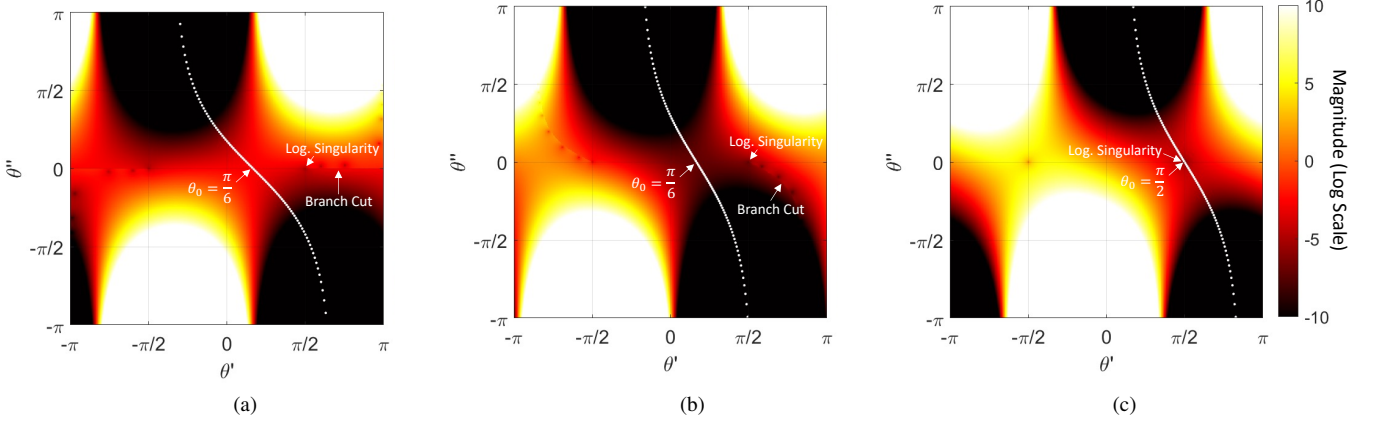 π
π/2
0
-π/2
-π
θ''
-π
-π/2
0
π/2
π
θ'
Log. Singularity
θ₀ = π/6
Branch Cut
(a)
π
π/2
0
-π/2
-π
θ''
-π
-π/2
0
π/2
π
θ'
Log. Singularity
θ₀ = π/6
Branch Cut
(b)
π
π/2
0
-π/2
-π
θ''
-π
-π/2
0
π/2
π
θ'
Log. Singularity
θ₀ = π/2
(c)
10
5
0
-5
-10
Magnitude (Log Scale)